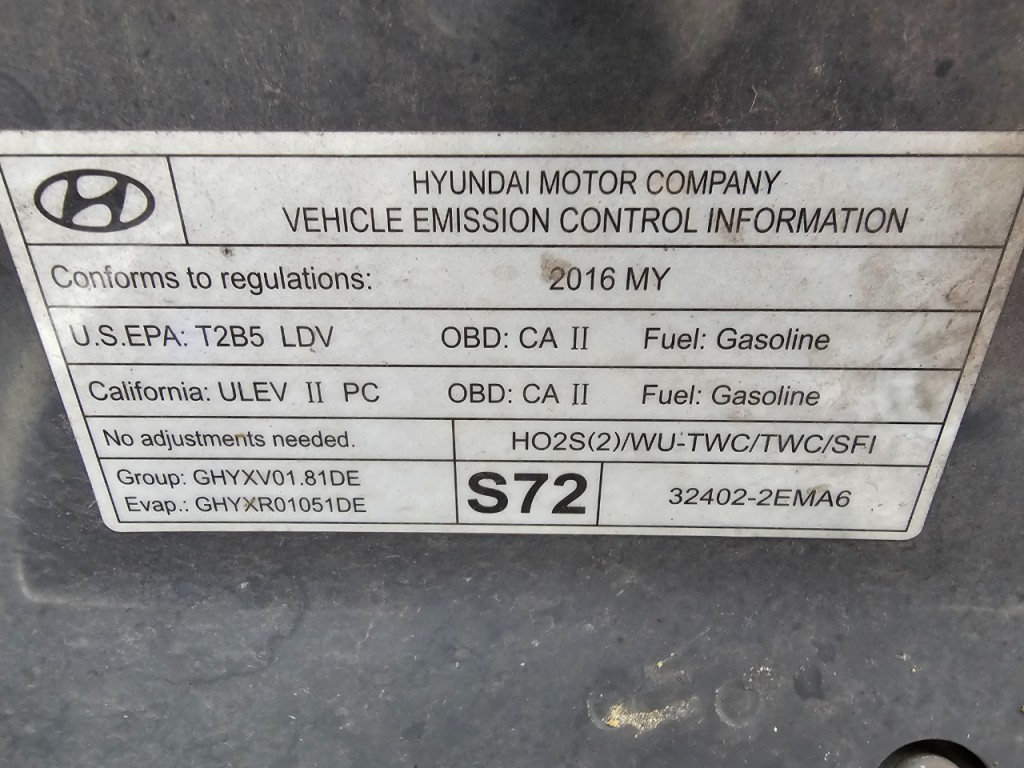 HYUNDAI MOTOR COMPANY
VEHICLE EMISSION CONTROL INFORMATION
Conforms to regulations: 2016 MY
U.S.EPA: T2B5 LDV OBD: CA II Fuel: Gasoline
California: ULEV II PC OBD: CA II Fuel: Gasoline
No adjustments needed. HO2S(2)/WU-TWC/TWC/SFI
Group: GHYXV01.81DE
Evap.: GHYXR01051DE
S72
32402-2EMA6